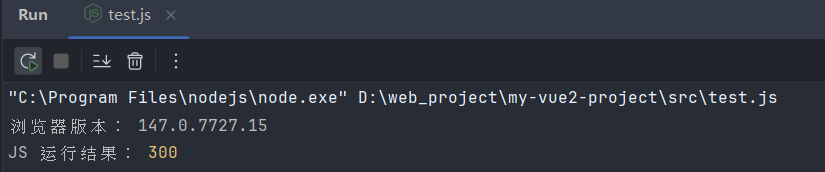 Run
test.js
"C:\Program Files\nodejs\node.exe" D:\web_project\my-vue2-project\src\test.js
浏览器版本： 147.0.7727.15
JS 运行结果： 300